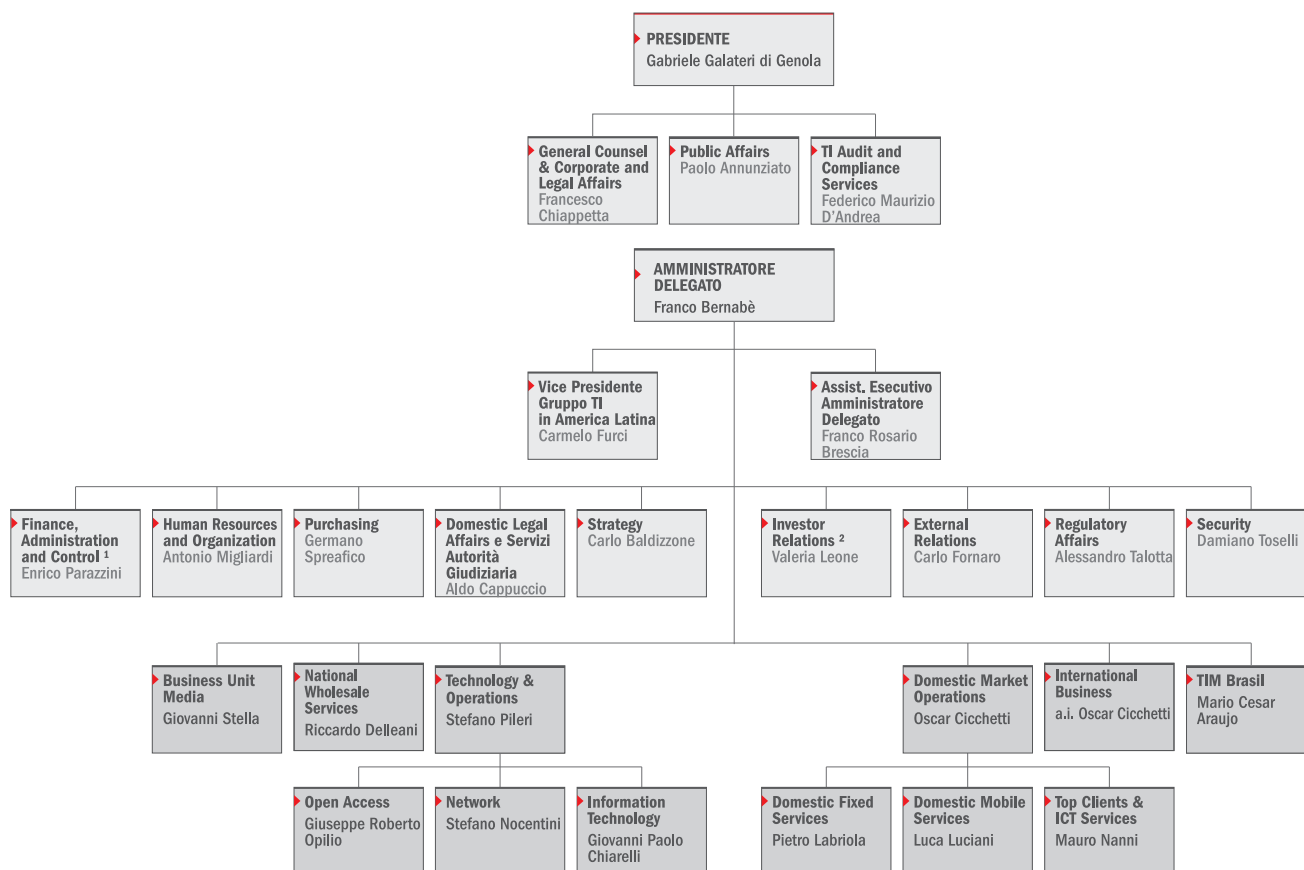 PRESIDENTE
Gabriele Galateri di Genola
General Counsel
& Corporate and
Legal Affairs
Francesco
Chiappetta
Public Affairs
Paolo Annunziato
TI Audit and
Compliance
Services
Federico Maurizio
D'Andrea
AMMINISTRATORE
DELEGATO
Franco Bernabè
Vice Presidente
Gruppo TI
in America Latina
Carmelo Furci
Assist. Esecutivo
Amministratore
Delegato
Franco Rosario
Brescia
Finance,
Administration
and Control ¹
Enrico Parazzini
Human Resources
and Organization
Antonio Migliardi
Purchasing
Germano
Spreafico
Domestic Legal
Affairs e Servizi
Autorità
Giudiziaria
Aldo Cappuccio
Strategy
Carlo Baldizzone
Investor
Relations ²
Valeria Leone
External
Relations
Carlo Fornaro
Regulatory
Affairs
Alessandro Talotta
Security
Damiano Toselli
Business Unit
Media
Giovanni Stella
National
Wholesale
Services
Riccardo Delleani
Technology &
Operations
Stefano Pileri
Domestic Market
Operations
Oscar Cicchetti
International
Business
a.i. Oscar Cicchetti
TIM Brasil
Mario Cesar
Araujo
Open Access
Giuseppe Roberto
Opilio
Network
Stefano Nocentini
Information
Technology
Giovanni Paolo
Chiarelli
Domestic Fixed
Services
Pietro Labriola
Domestic Mobile
Services
Luca Luciani
Top Clients &
ICT Services
Mauro Nanni